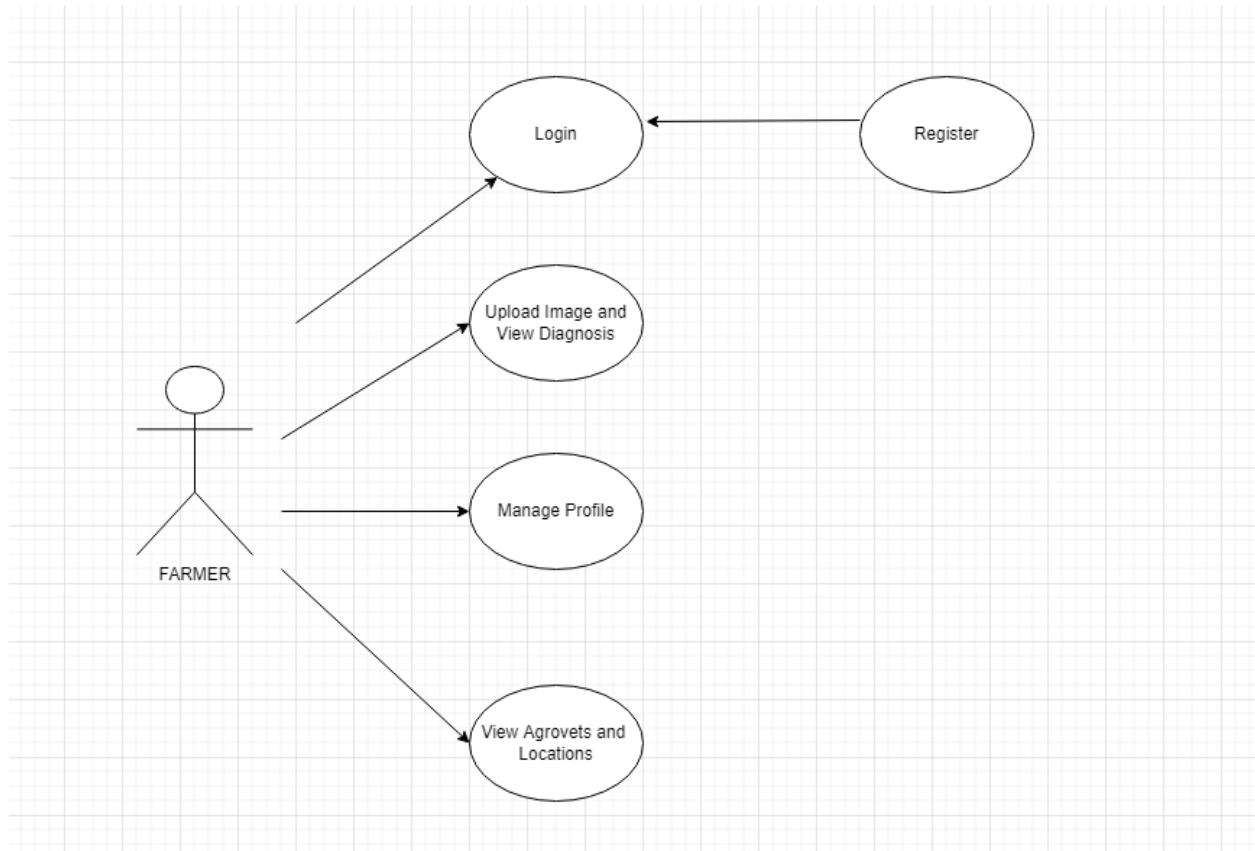 Login
Register
Upload Image and
View Diagnosis
Manage Profile
FARMER
View Agrovets and
Locations